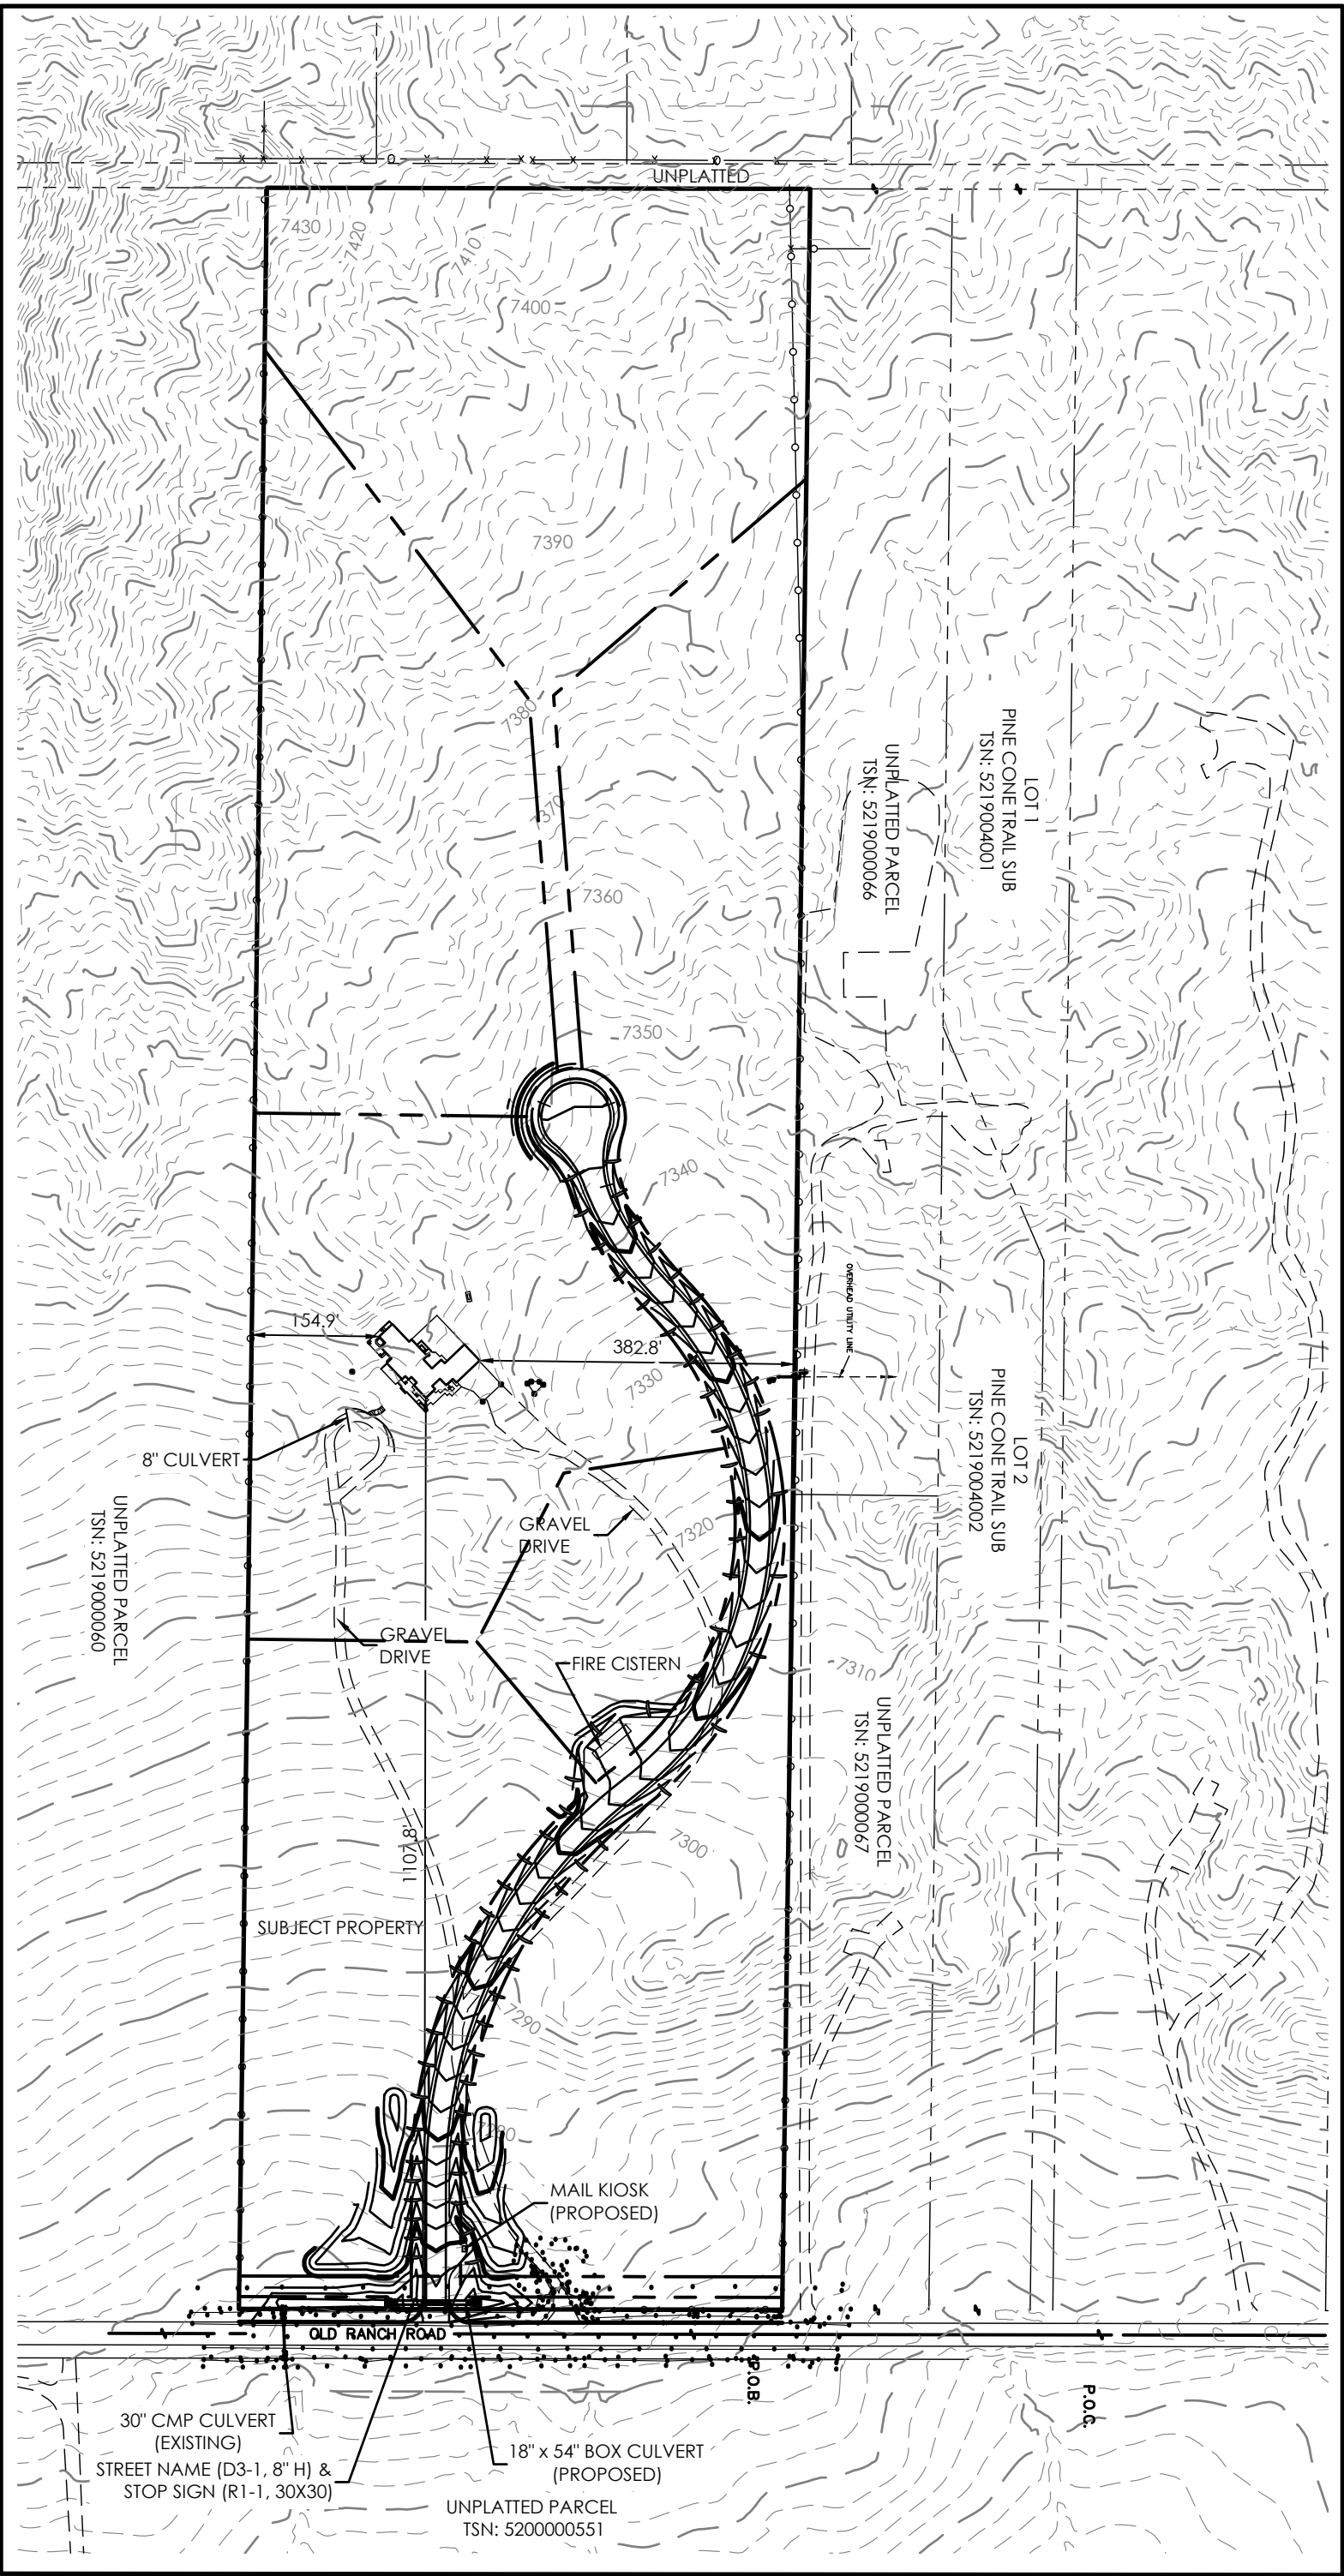 UNPLATTED
7430
7420
7410
7400
7390
7380
7360
7350
7340
LOT 1
PINE CONE TRAIL SUB
TSN: 5219004001
UNPLATTED PARCEL
TSN: 5219000066
OVERHEAD UTILITY LINE
154.9'
382.8'
7330
LOT 2
PINE CONE TRAIL SUB
TSN: 5219004002
8" CULVERT
GRAVEL
DRIVE
7320
UNPLATTED PARCEL
TSN: 5219000060
GRAVEL
DRIVE
FIRE CISTERN
7310
UNPLATTED PARCEL
TSN: 5219000067
7300
1107.8'
SUBJECT PROPERTY
7290
MAIL KIOSK
(PROPOSED)
OLD RANCH ROAD
P.O.B.
P.O.C.
30" CMP CULVERT
(EXISTING)
STREET NAME (D3-1, 8" H) &
STOP SIGN (R1-1, 30X30)
18" x 54" BOX CULVERT
(PROPOSED)
UNPLATTED PARCEL
TSN: 5200000551